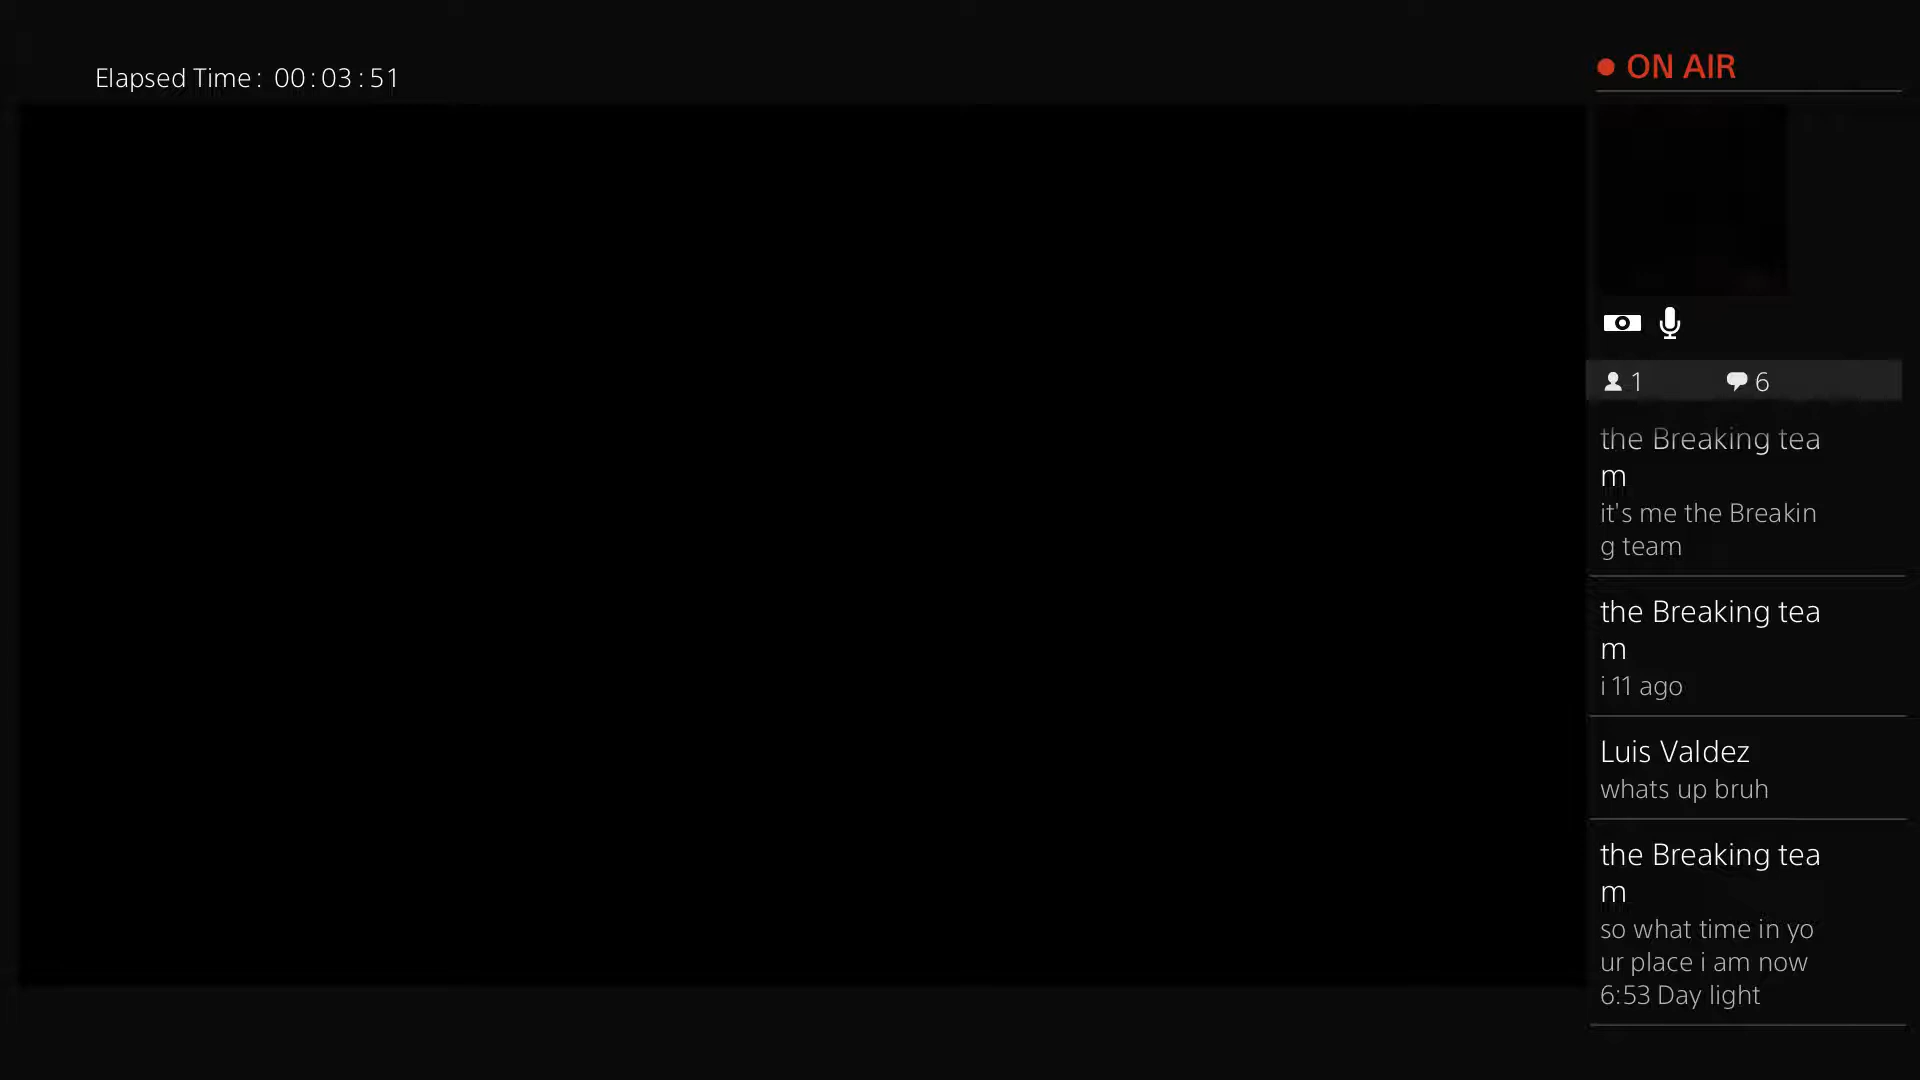 Elapsed Time: 00:03:51
ON AIR
1 6
the Breaking tea
m
it's me the Breakin
g team
the Breaking tea
m
i 11 ago
Luis Valdez
whats up bruh
the Breaking tea
m
so what time in yo
ur place i am now
6:53 Day light